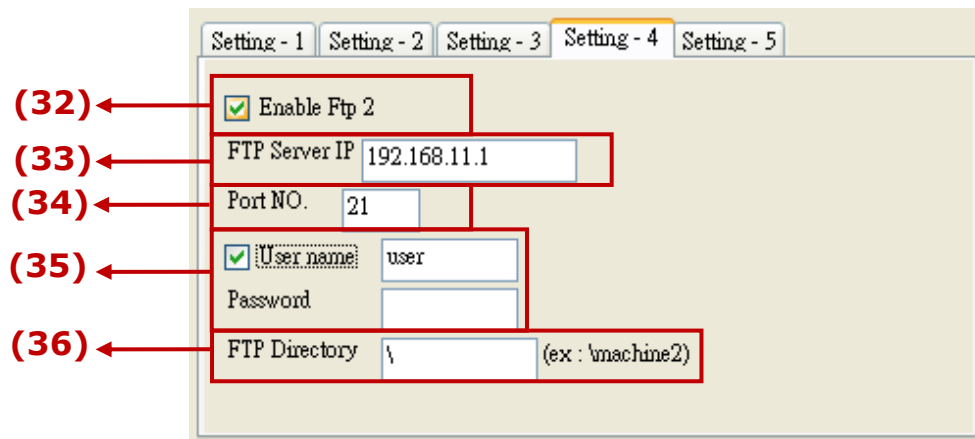 Setting - 1 Setting - 2 Setting - 3 Setting - 4 Setting - 5
(32) Enable Ftp 2
(33) FTP Server IP 192.168.11.1
(34) Port NO. 21
(35) User name user
Password
(36) FTP Directory \ (ex : \machine2)